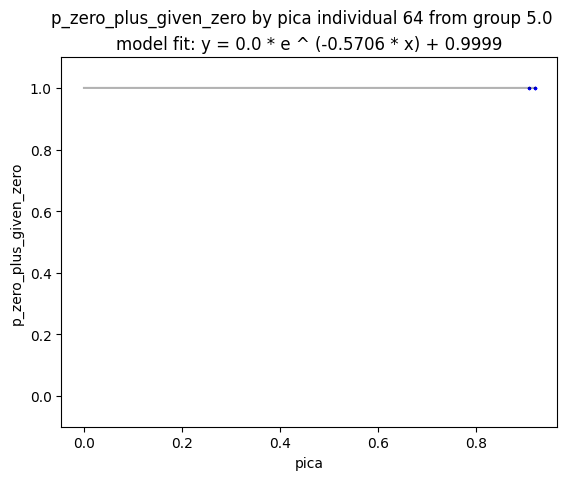 p_zero_plus_given_zero by pica individual 64 from group 5.0
model fit: y = 0.0 * e ^ (-0.5706 * x) + 0.9999
1.0
0.8
0.6
0.4
0.2
0.0
p_zero_plus_given_zero
0.0 0.2 0.4 0.6 0.8
pica